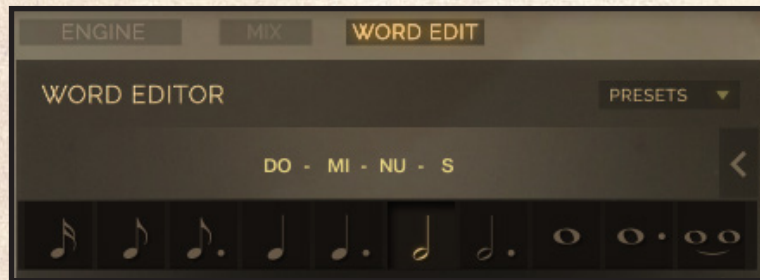 ENGINE MIX WORD EDIT
WORD EDITOR PRESETS
DO - MI - NU - S